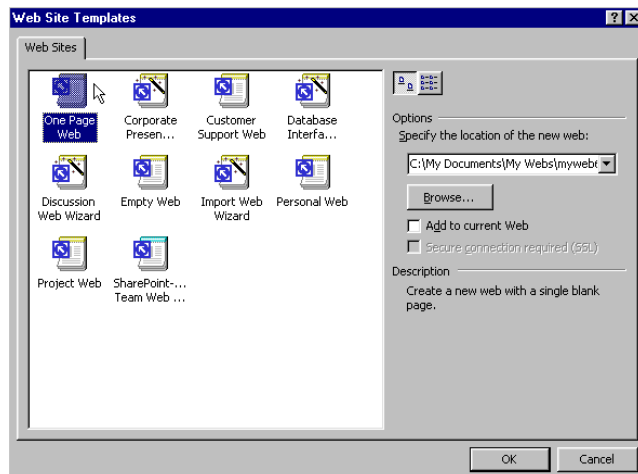 Web Site Templates
Web Sites
One Page
Web
Corporate
Presen...
Customer
Support Web
Database
Interfa...
Discussion
Web Wizard
Empty Web
Import Web
Wizard
Personal Web
Project Web
SharePoint-...
Team Web ...
Options
Specify the location of the new web:
C:\My Documents\My Webs\myweb
Browse...
Add to current Web
Secure connection required (SSL)
Description
Create a new web with a single blank
page.
OK
Cancel